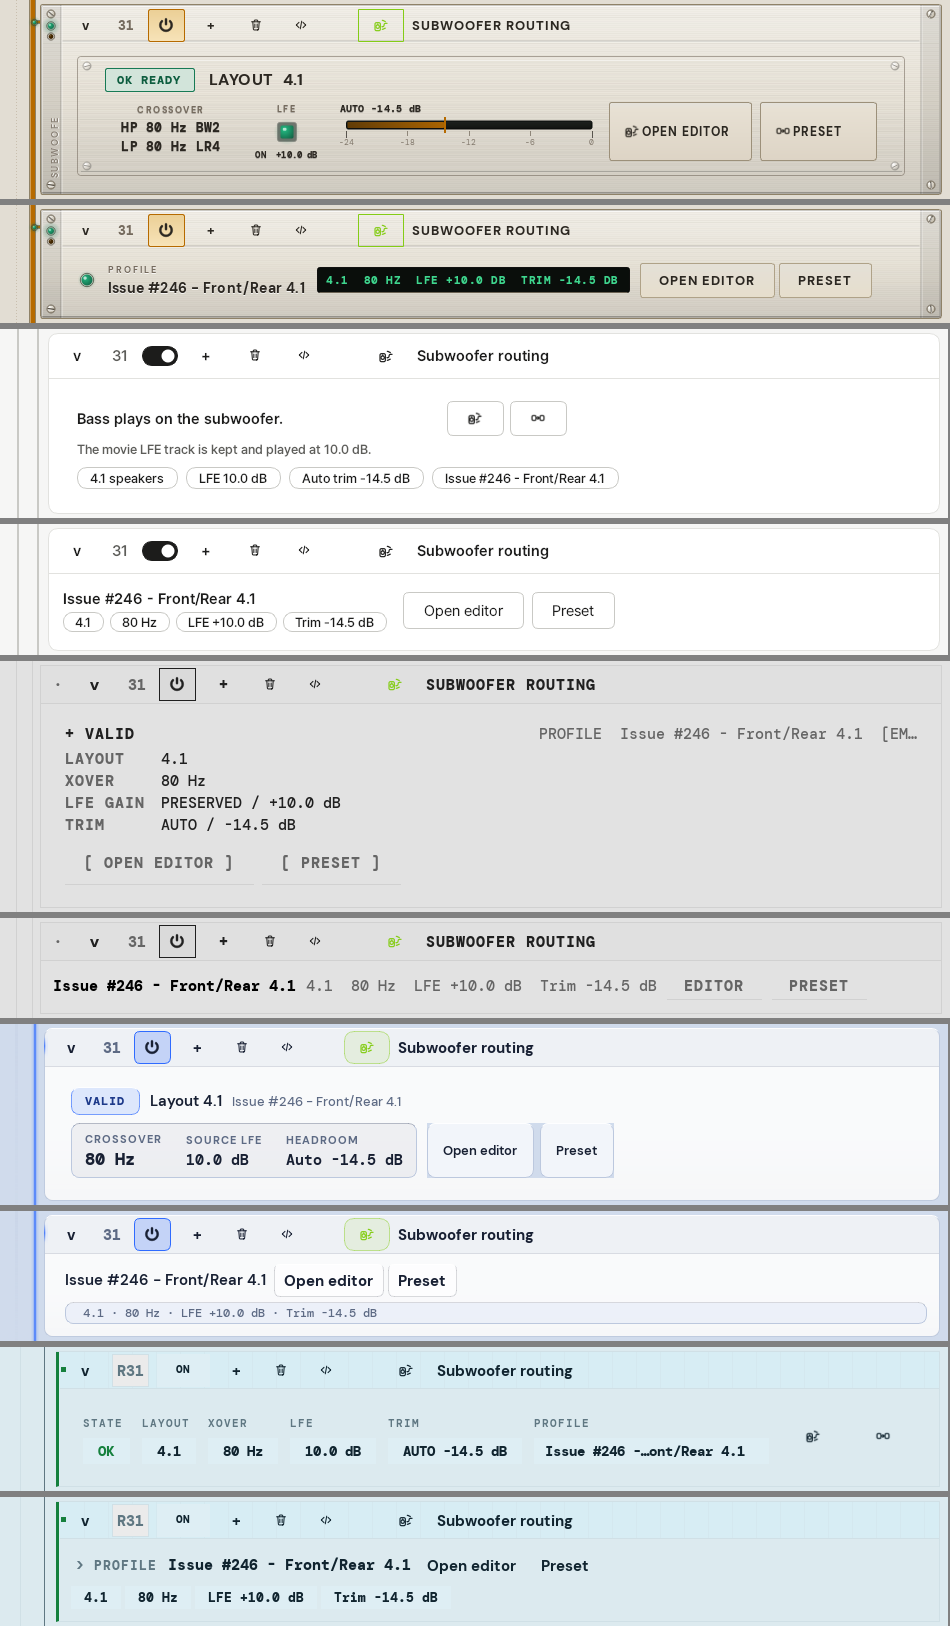 v 31 + </> SUBWOOFER ROUTING
OK READY LAYOUT 4.1
CROSSOVER LFE AUTO -14.5 dB
HP 80 Hz BW2
LP 80 Hz LR4
ON +10.0 dB
-24 -18 -12 -6 0
OPEN EDITOR PRESET
SUBWOOFE
v 31 + </> SUBWOOFER ROUTING
PROFILE
Issue #246 - Front/Rear 4.1 4.1 80 HZ LFE +10.0 DB TRIM -14.5 DB OPEN EDITOR PRESET
v 31 + </> Subwoofer routing
Bass plays on the subwoofer.
The movie LFE track is kept and played at 10.0 dB.
4.1 speakers LFE 10.0 dB Auto trim -14.5 dB Issue #246 - Front/Rear 4.1
v 31 + </> Subwoofer routing
Issue #246 - Front/Rear 4.1
4.1 80 Hz LFE +10.0 dB Trim -14.5 dB Open editor Preset
· v 31 + </> SUBWOOFER ROUTING
+ VALID PROFILE Issue #246 - Front/Rear 4.1 [EM…
LAYOUT 4.1
XOVER 80 Hz
LFE GAIN PRESERVED / +10.0 dB
TRIM AUTO / -14.5 dB
[ OPEN EDITOR ] [ PRESET ]
· v 31 + </> SUBWOOFER ROUTING
Issue #246 - Front/Rear 4.1 4.1 80 Hz LFE +10.0 dB Trim -14.5 dB EDITOR PRESET
v 31 + </> Subwoofer routing
VALID Layout 4.1 Issue #246 - Front/Rear 4.1
CROSSOVER SOURCE LFE HEADROOM
80 Hz 10.0 dB Auto -14.5 dB Open editor Preset
v 31 + </> Subwoofer routing
Issue #246 - Front/Rear 4.1 Open editor Preset
4.1 · 80 Hz · LFE +10.0 dB · Trim -14.5 dB
v R31 ON + </> Subwoofer routing
STATE LAYOUT XOVER LFE TRIM PROFILE
OK 4.1 80 Hz 10.0 dB AUTO -14.5 dB Issue #246 -…ont/Rear 4.1
v R31 ON + </> Subwoofer routing
> PROFILE Issue #246 - Front/Rear 4.1 Open editor Preset
4.1 80 Hz LFE +10.0 dB Trim -14.5 dB